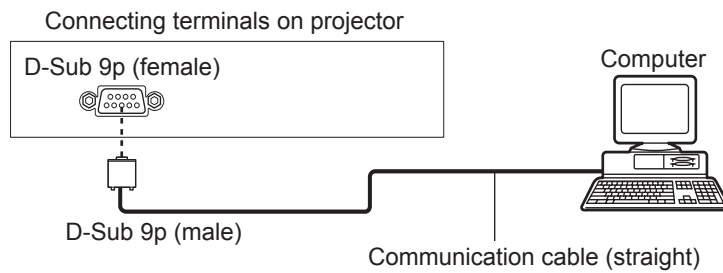 Connecting terminals on projector
D-Sub 9p (female)
Computer
D-Sub 9p (male)
Communication cable (straight)